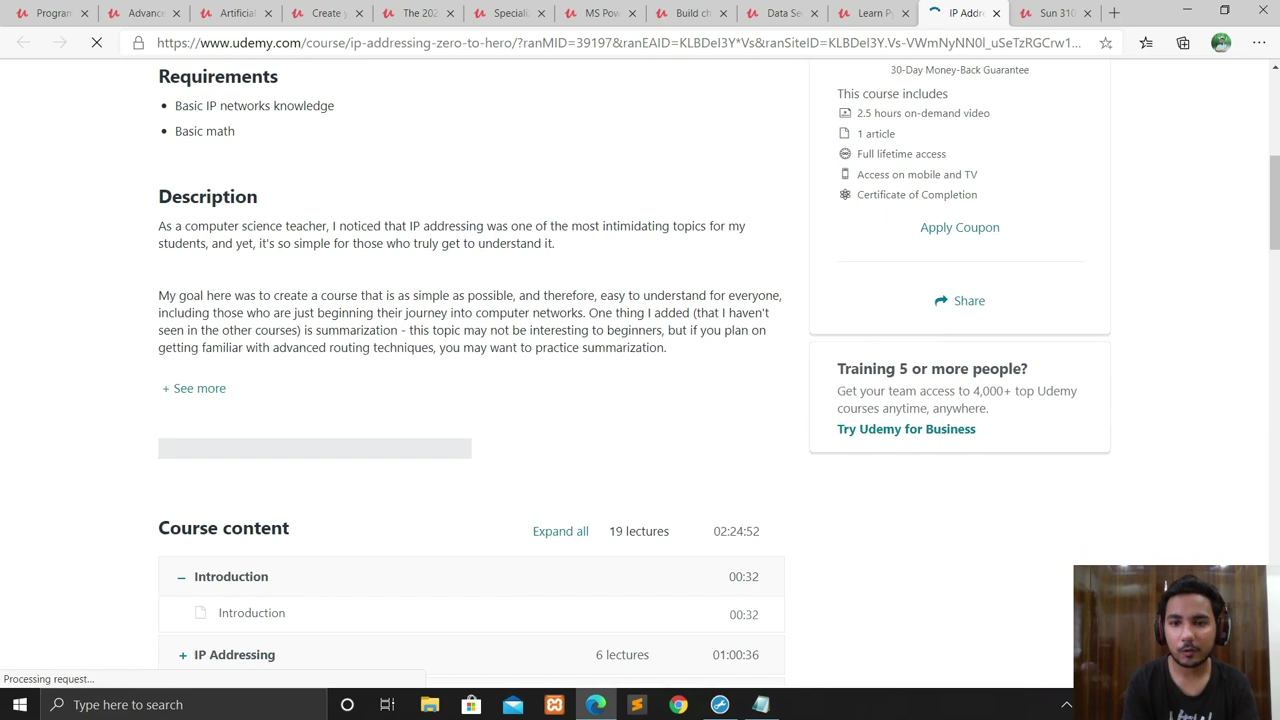 Program
Advance
Artificial
Create y
The 202
Speciali
MS Pow
Build ch
Data Se
Learn Py
IP Addre
Sun 310
https://www.udemy.com/course/ip-addressing-zero-to-hero/?ranMID=39197&ranEAID=KLBDel3Y*Vs&ranSiteID=KLBDel3Y.Vs-VWmNyNN0l_uSeTzRGCrw1...
Requirements
Basic IP networks knowledge
Basic math
Description
As a computer science teacher, I noticed that IP addressing was one of the most intimidating topics for my
students, and yet, it's so simple for those who truly get to understand it.
My goal here was to create a course that is as simple as possible, and therefore, easy to understand for everyone,
including those who are just beginning their journey into computer networks. One thing I added (that I haven't
seen in the other courses) is summarization - this topic may not be interesting to beginners, but if you plan on
getting familiar with advanced routing techniques, you may want to practice summarization.
+ See more
30-Day Money-Back Guarantee
This course includes
2.5 hours on-demand video
1 article
Full lifetime access
Access on mobile and TV
Certificate of Completion
Apply Coupon
Share
Training 5 or more people?
Get your team access to 4,000+ top Udemy
courses anytime, anywhere.
Try Udemy for Business
Course content
Expand all 19 lectures 02:24:52
Introduction 00:32
Introduction 00:32
+ IP Addressing 6 lectures 01:00:36
Processing request...
Type here to search